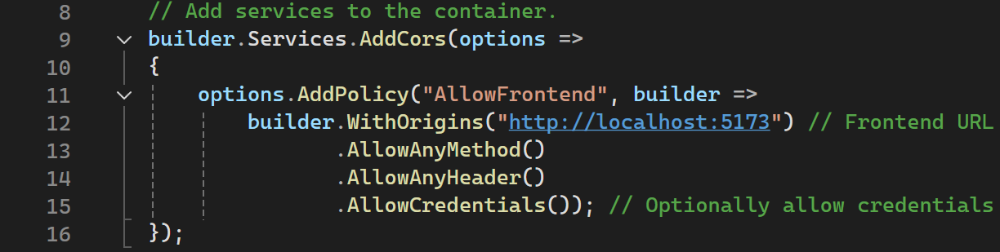 8 // Add services to the container.
9 builder.Services.AddCors(options =>
10 {
11 options.AddPolicy("AllowFrontend", builder =>
12 builder.WithOrigins("http://localhost:5173") // Frontend URL
13 .AllowAnyMethod()
14 .AllowAnyHeader()
15 .AllowCredentials()); // Optionally allow credentials
16 });